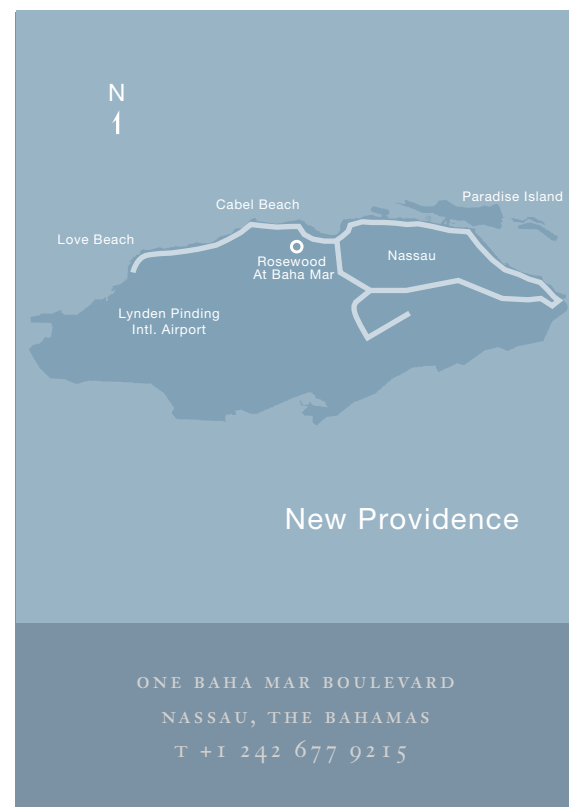 N
Cabel Beach
Paradise Island
Love Beach
Nassau
Rosewood
At Baha Mar
Lynden Pinding
Intl. Airport
New Providence
ONE BAHA MAR BOULEVARD
NASSAU, THE BAHAMAS
T +1 242 677 9215